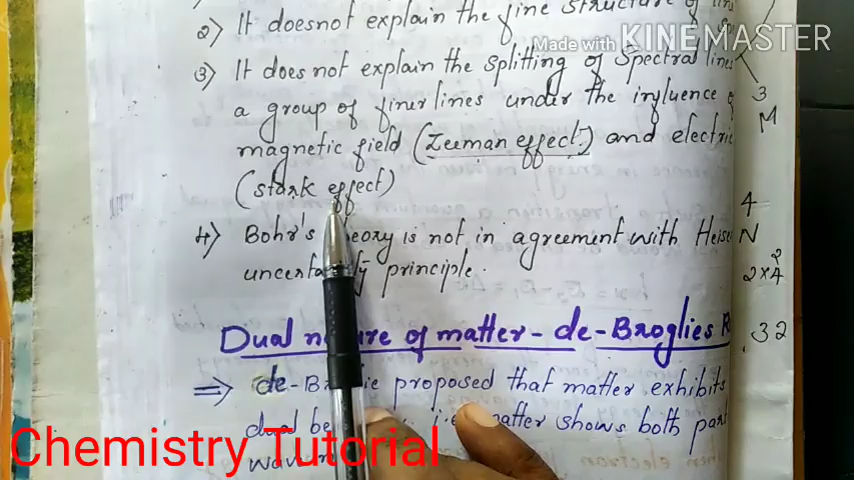 2) It doesnot explain the fine structure of
Made with KINEMASTER
3) It does not explain the splitting of Spectral lines
a group of finer lines under the influence
magnetic field (Zeeman effect.) and electric
(stark effect)
4) Bohr's theory is not in agreement with Heise
uncertainty principle.
Dual nature of matter - de-Broglies
⇒ de-Broglie proposed that matter exhibits
dual i.e., matter shows both part
Chemistry Tutorial
3
M
4
N
2
2×4
32